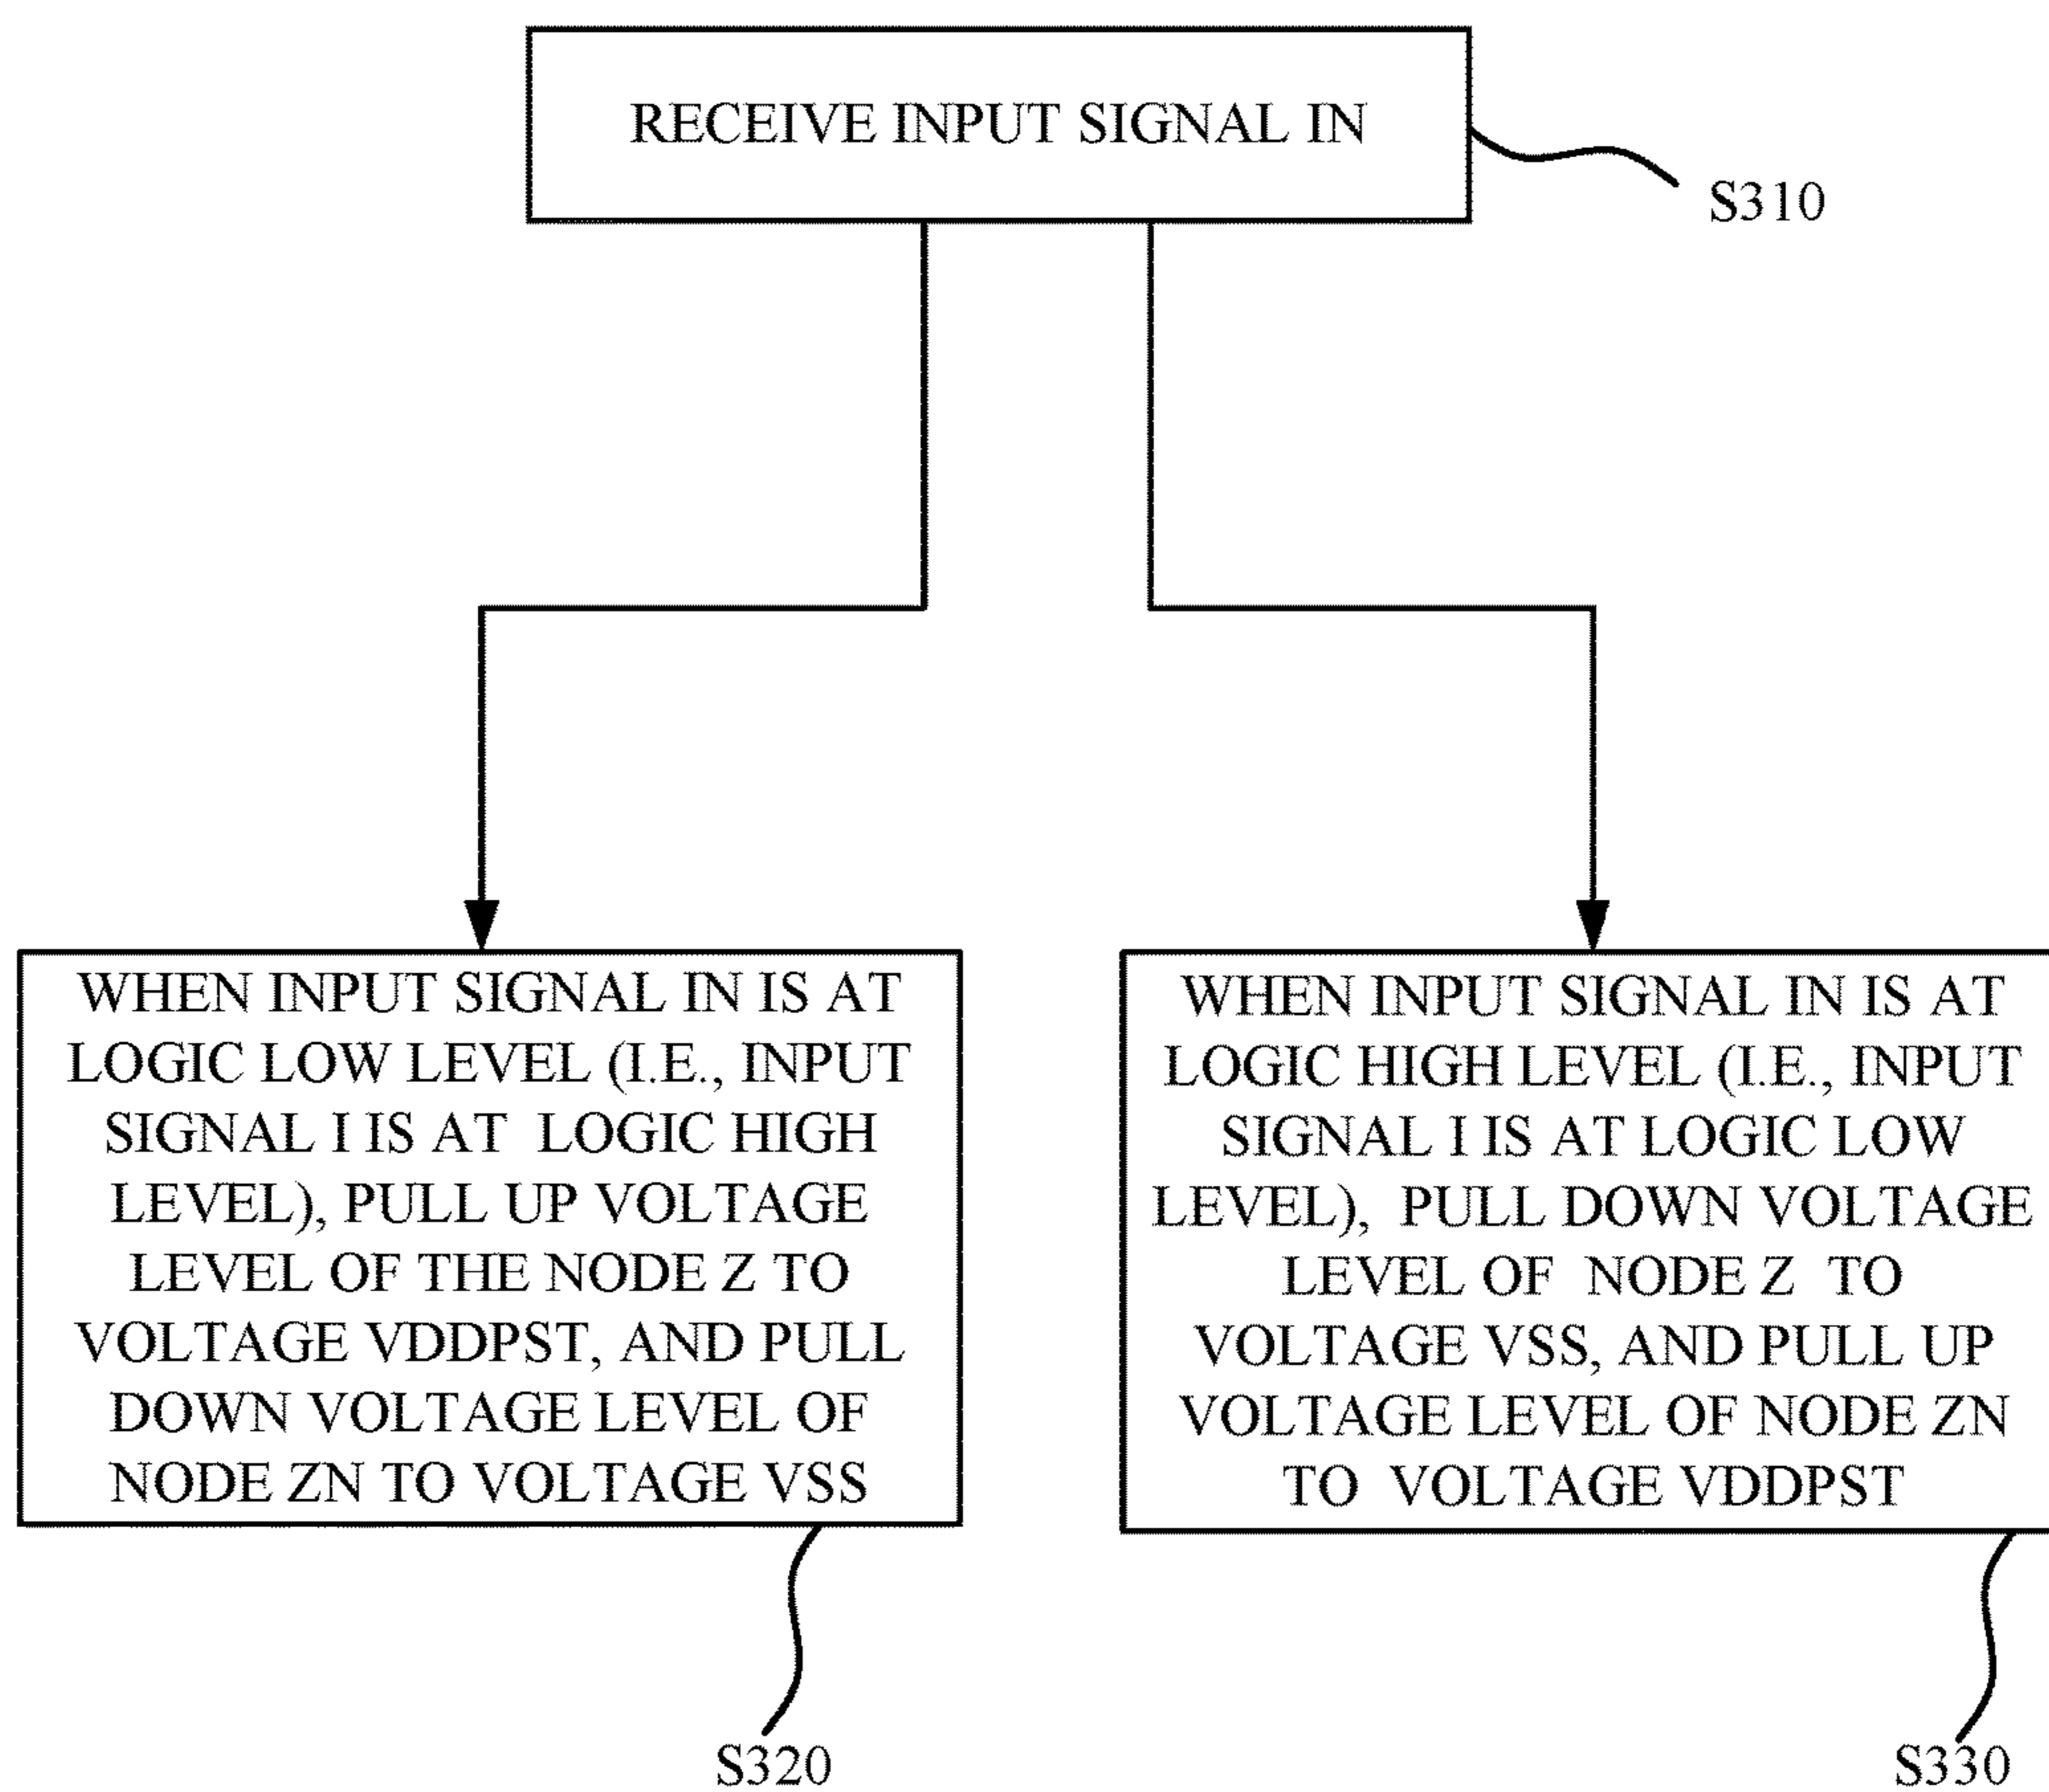 RECEIVE INPUT SIGNAL IN
S310
WHEN INPUT SIGNAL IN IS AT
LOGIC LOW LEVEL (I.E., INPUT
SIGNAL I IS AT LOGIC HIGH
LEVEL), PULL UP VOLTAGE
LEVEL OF THE NODE Z TO
VOLTAGE VDDPST, AND PULL
DOWN VOLTAGE LEVEL OF
NODE ZN TO VOLTAGE VSS
S320
WHEN INPUT SIGNAL IN IS AT
LOGIC HIGH LEVEL (I.E., INPUT
SIGNAL I IS AT LOGIC LOW
LEVEL), PULL DOWN VOLTAGE
LEVEL OF NODE Z TO
VOLTAGE VSS, AND PULL UP
VOLTAGE LEVEL OF NODE ZN
TO VOLTAGE VDDPST
S330